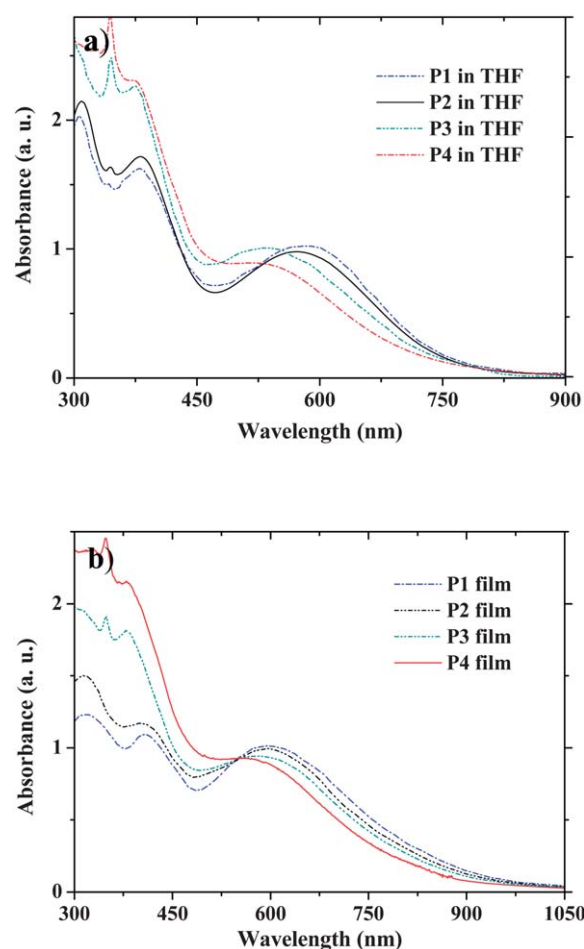 a)
P1 in THF
P2 in THF
P3 in THF
P4 in THF
2
1
0
300 450 600 750 900
Absorbance (a. u.)
Wavelength (nm)
b)
P1 film
P2 film
P3 film
P4 film
2
1
0
300 450 600 750 900 1050
Absorbance (a. u.)
Wavelength (nm)